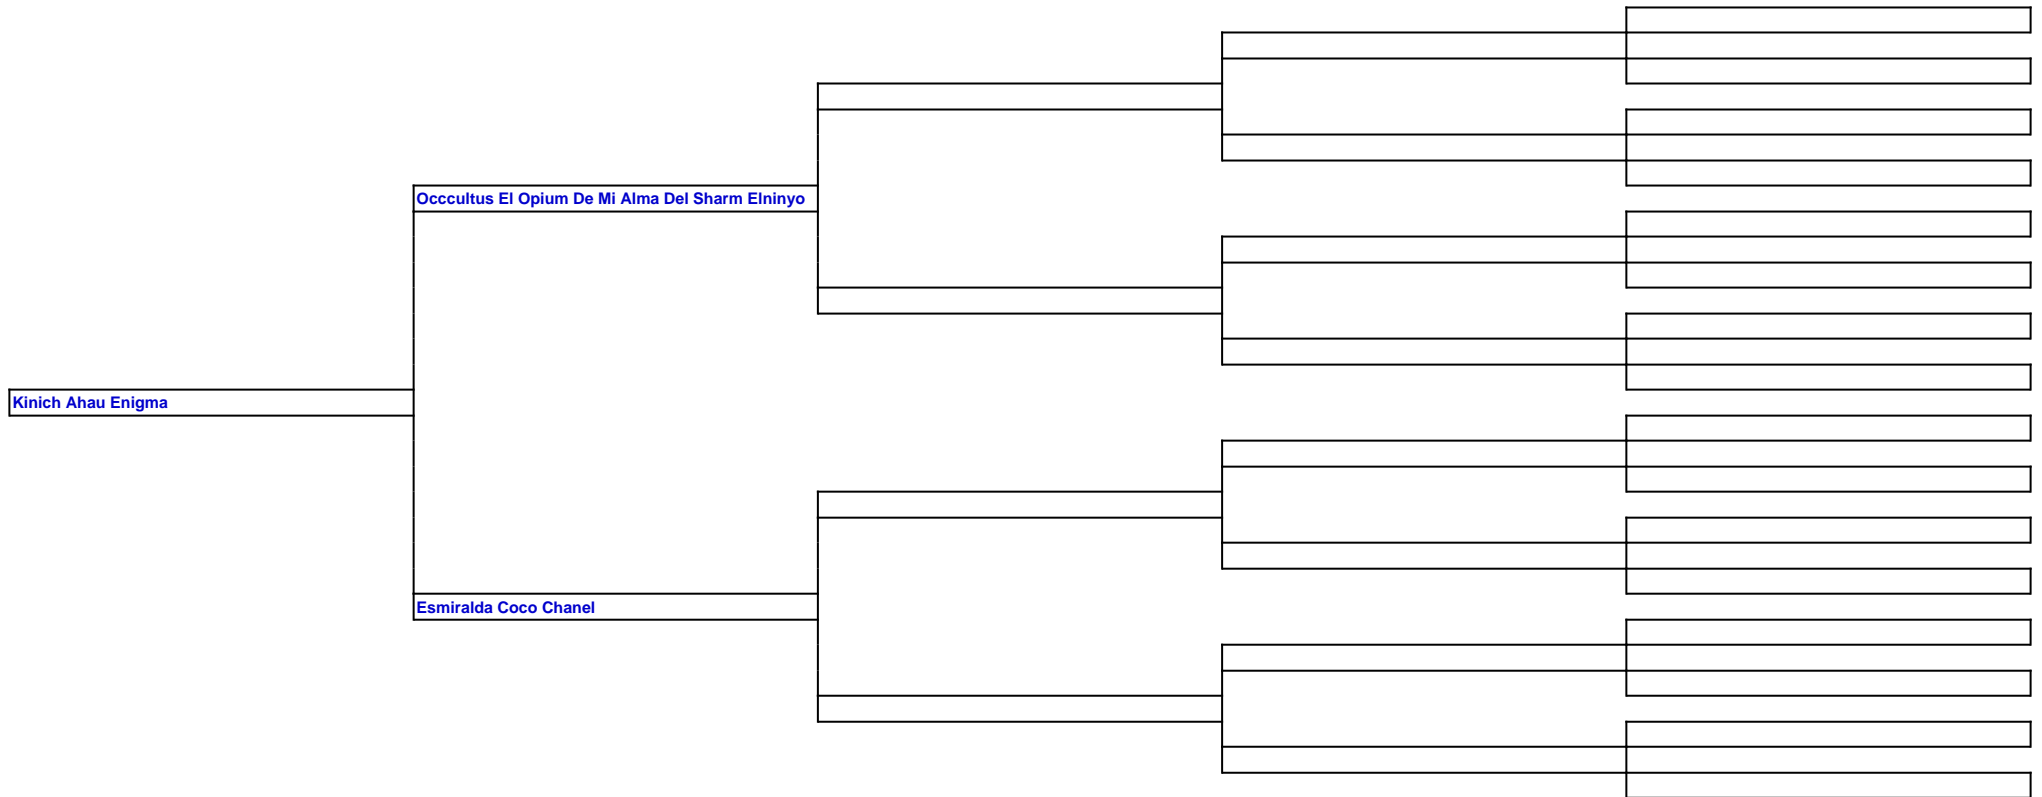 Occcultus El Opium De Mi Alma Del Sharm Elninyo
Kinich Ahau Enigma
Esmiralda Coco Chanel